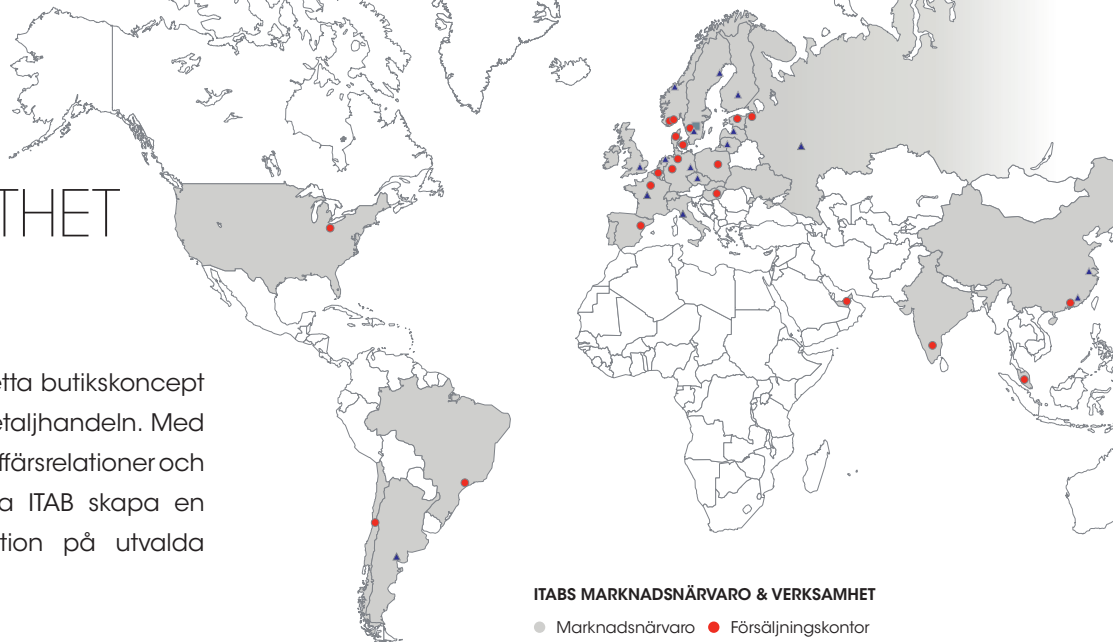 THET
etta butikskoncept
etaljhandeln. Med
ffärsrelationer och
a ITAB skapa en
tion på utvalda
ITABS MARKNADSNÄRVARO & VERKSAMHET
Marknadsnärvaro Försäljningskontor